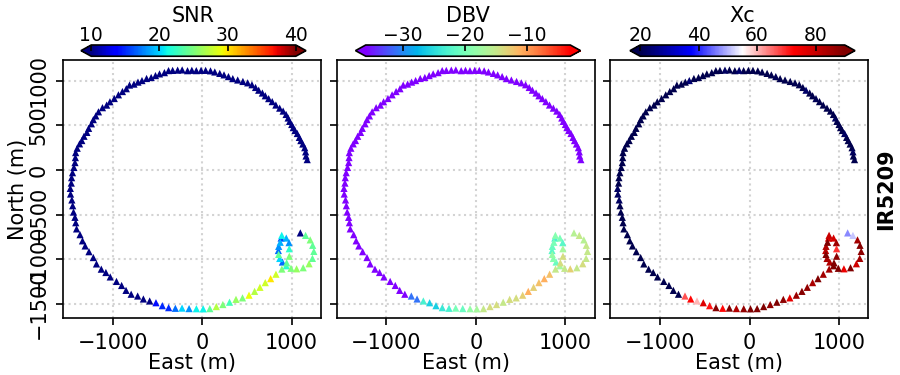 SNR
10 20 30 40
DBV
−30 −20 −10
Xc
20 40 60 80
North (m)
1000
500
0
−500
−1000
−1500
−1000 0 1000
East (m)
−1000 0 1000
East (m)
−1000 0 1000
East (m)
IR5209